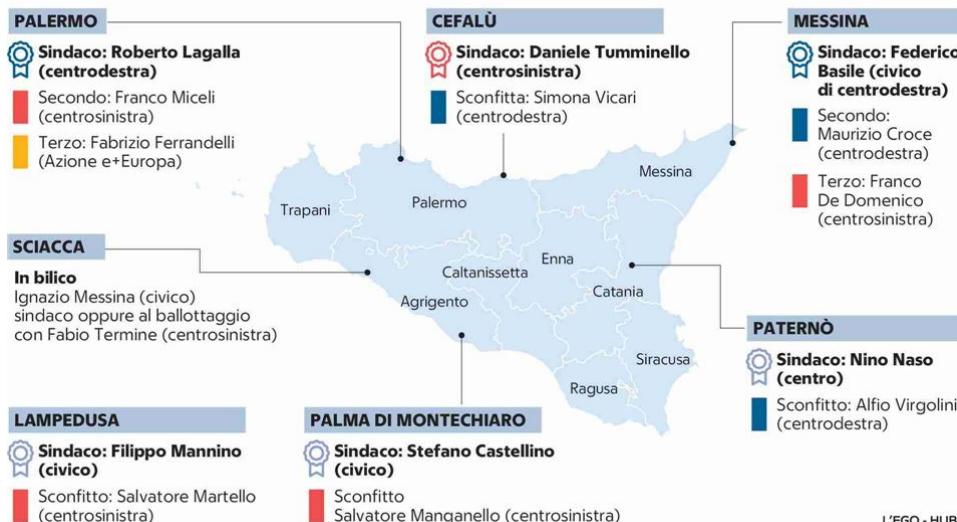 PALERMO
Sindaco: Roberto Lagalla
(centrodestra)
Secondo: Franco Miceli
(centrosinistra)
Terzo: Fabrizio Ferrandelli
(Azione e+Europa)
CEFALÙ
Sindaco: Daniele Tumminello
(centrosinistra)
Sconfitta: Simona Vicari
(centrodestra)
MESSINA
Sindaco: Federico
Basile (civico
di centrodestra)
Secondo:
Maurizio Croce
(centrodestra)
Terzo: Franco
De Domenico
(centrosinistra)
Messina
Palermo
Trapani
Enna
Caltanissetta
Catania
Agrigento
Siracusa
Ragusa
SCIACCA
In bilico
Ignazio Messina (civico)
sindaco oppure al ballottaggio
con Fabio Termine (centrosinistra)
PATERNÒ
Sindaco: Nino Naso
(centro)
Sconfitto: Alfio Virgolini
(centrodestra)
LAMPEDUSA
Sindaco: Filippo Mannino
(civico)
Sconfitto: Salvatore Martello
(centrosinistra)
PALMA DI MONTECHIARO
Sindaco: Stefano Castellino
(civico)
Sconfitto
Salvatore Manganello (centrosinistra)
L'EGO - HUB